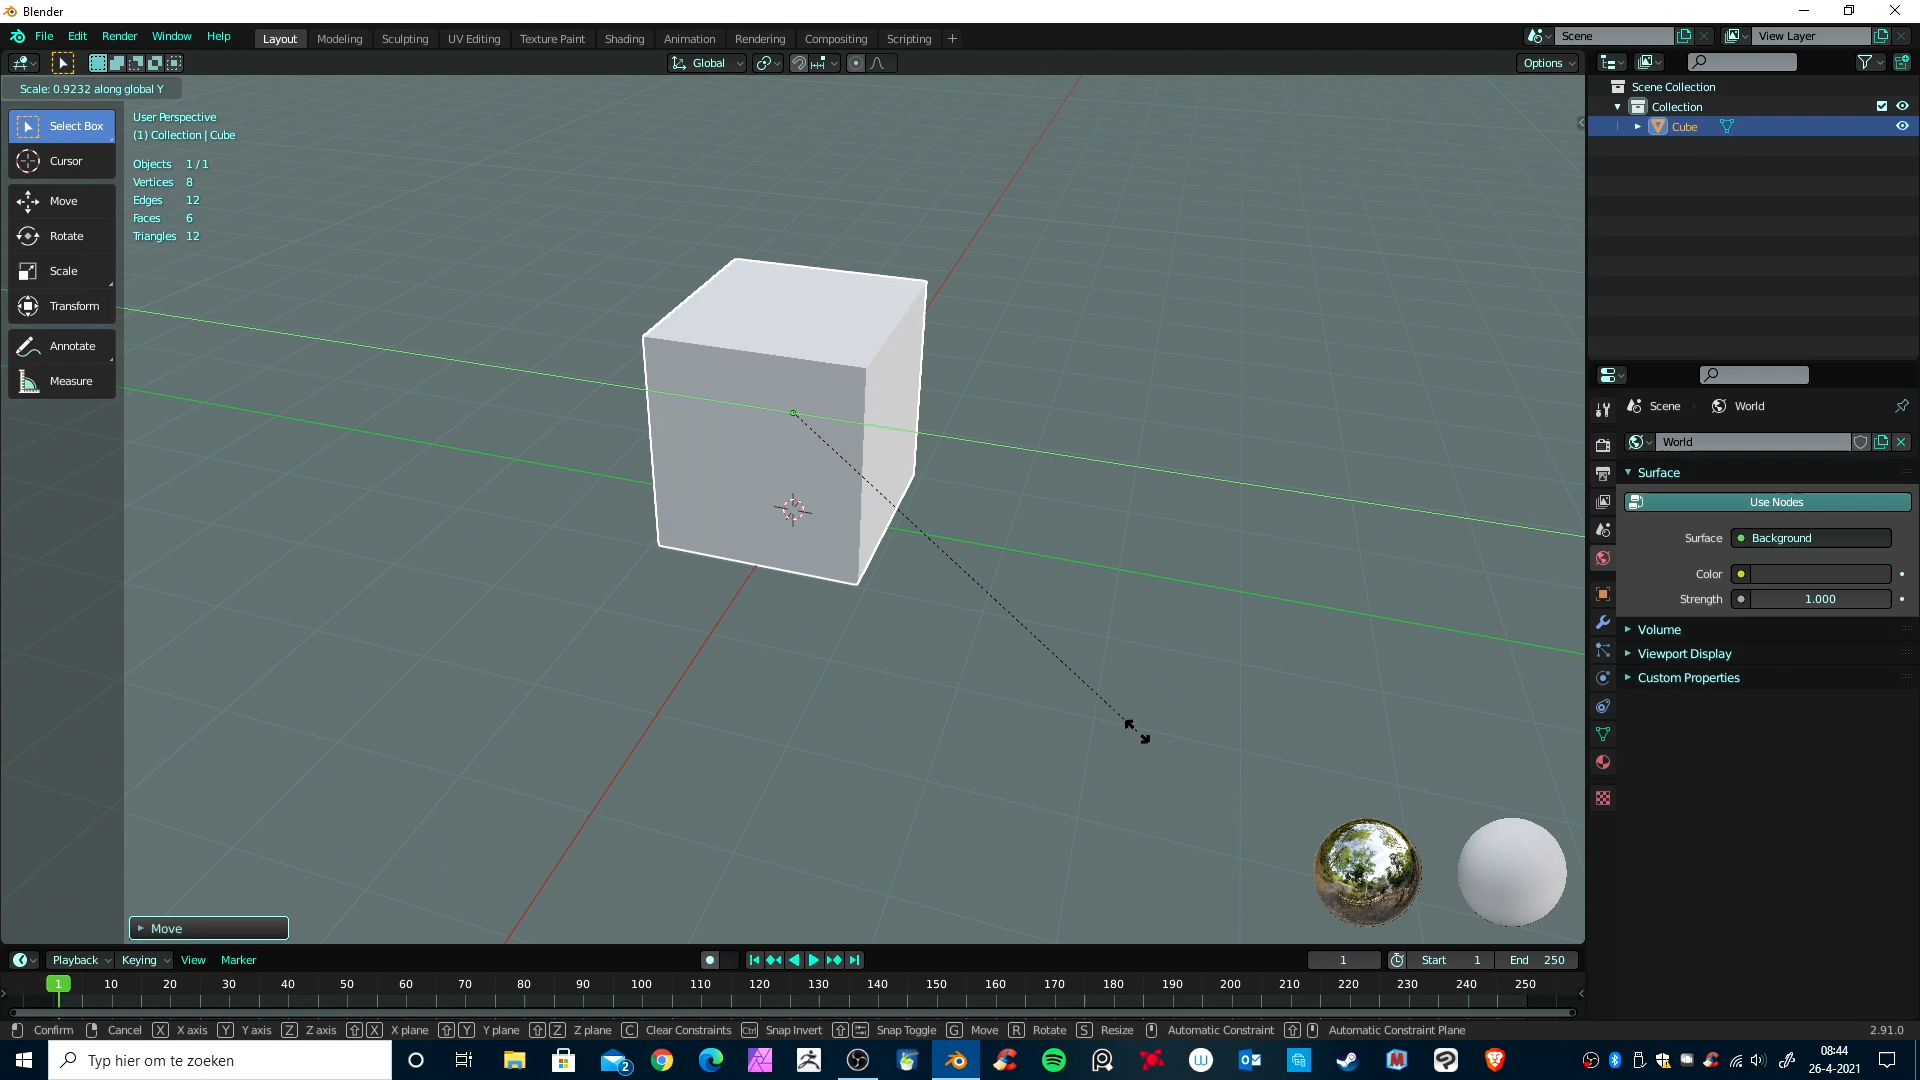 Blender
File Edit Render Window Help Layout Modeling Sculpting UV Editing Texture Paint Shading Animation Rendering Compositing Scripting + Scene View Layer
Global Options
Scale: 0.9232 along global Y
Select Box
Cursor
Move
Rotate
Scale
Transform
Annotate
Measure
User Perspective
(1) Collection | Cube
Objects 1 / 1
Vertices 8
Edges 12
Faces 6
Triangles 12
Scene Collection
Collection
Cube
Scene World
World
Surface
Use Nodes
Surface Background
Color
Strength 1.000
Volume
Viewport Display
Custom Properties
Move
Playback Keying View Marker 1 Start 1 End 250
1 10 20 30 40 50 60 70 80 90 100 110 120 130 140 150 160 170 180 190 200 210 220 230 240 250
Confirm Cancel X X axis Y Y axis Z Z axis X X plane Y Y plane Z Z plane C Clear Constraints Ctrl Snap Invert Snap Toggle G Move R Rotate S Resize Automatic Constraint Automatic Constraint Plane 2.91.0
Typ hier om te zoeken 2 08:44
26-4-2021